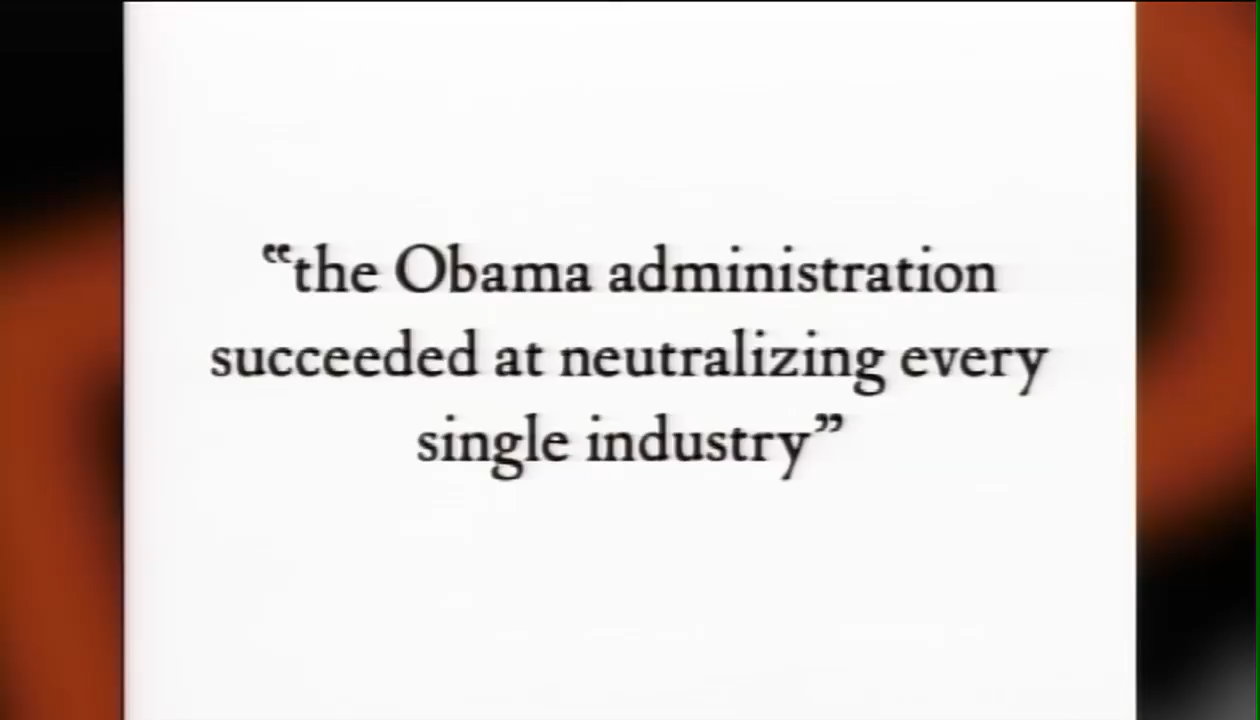 “the Obama administration
succeeded at neutralizing every
single industry”